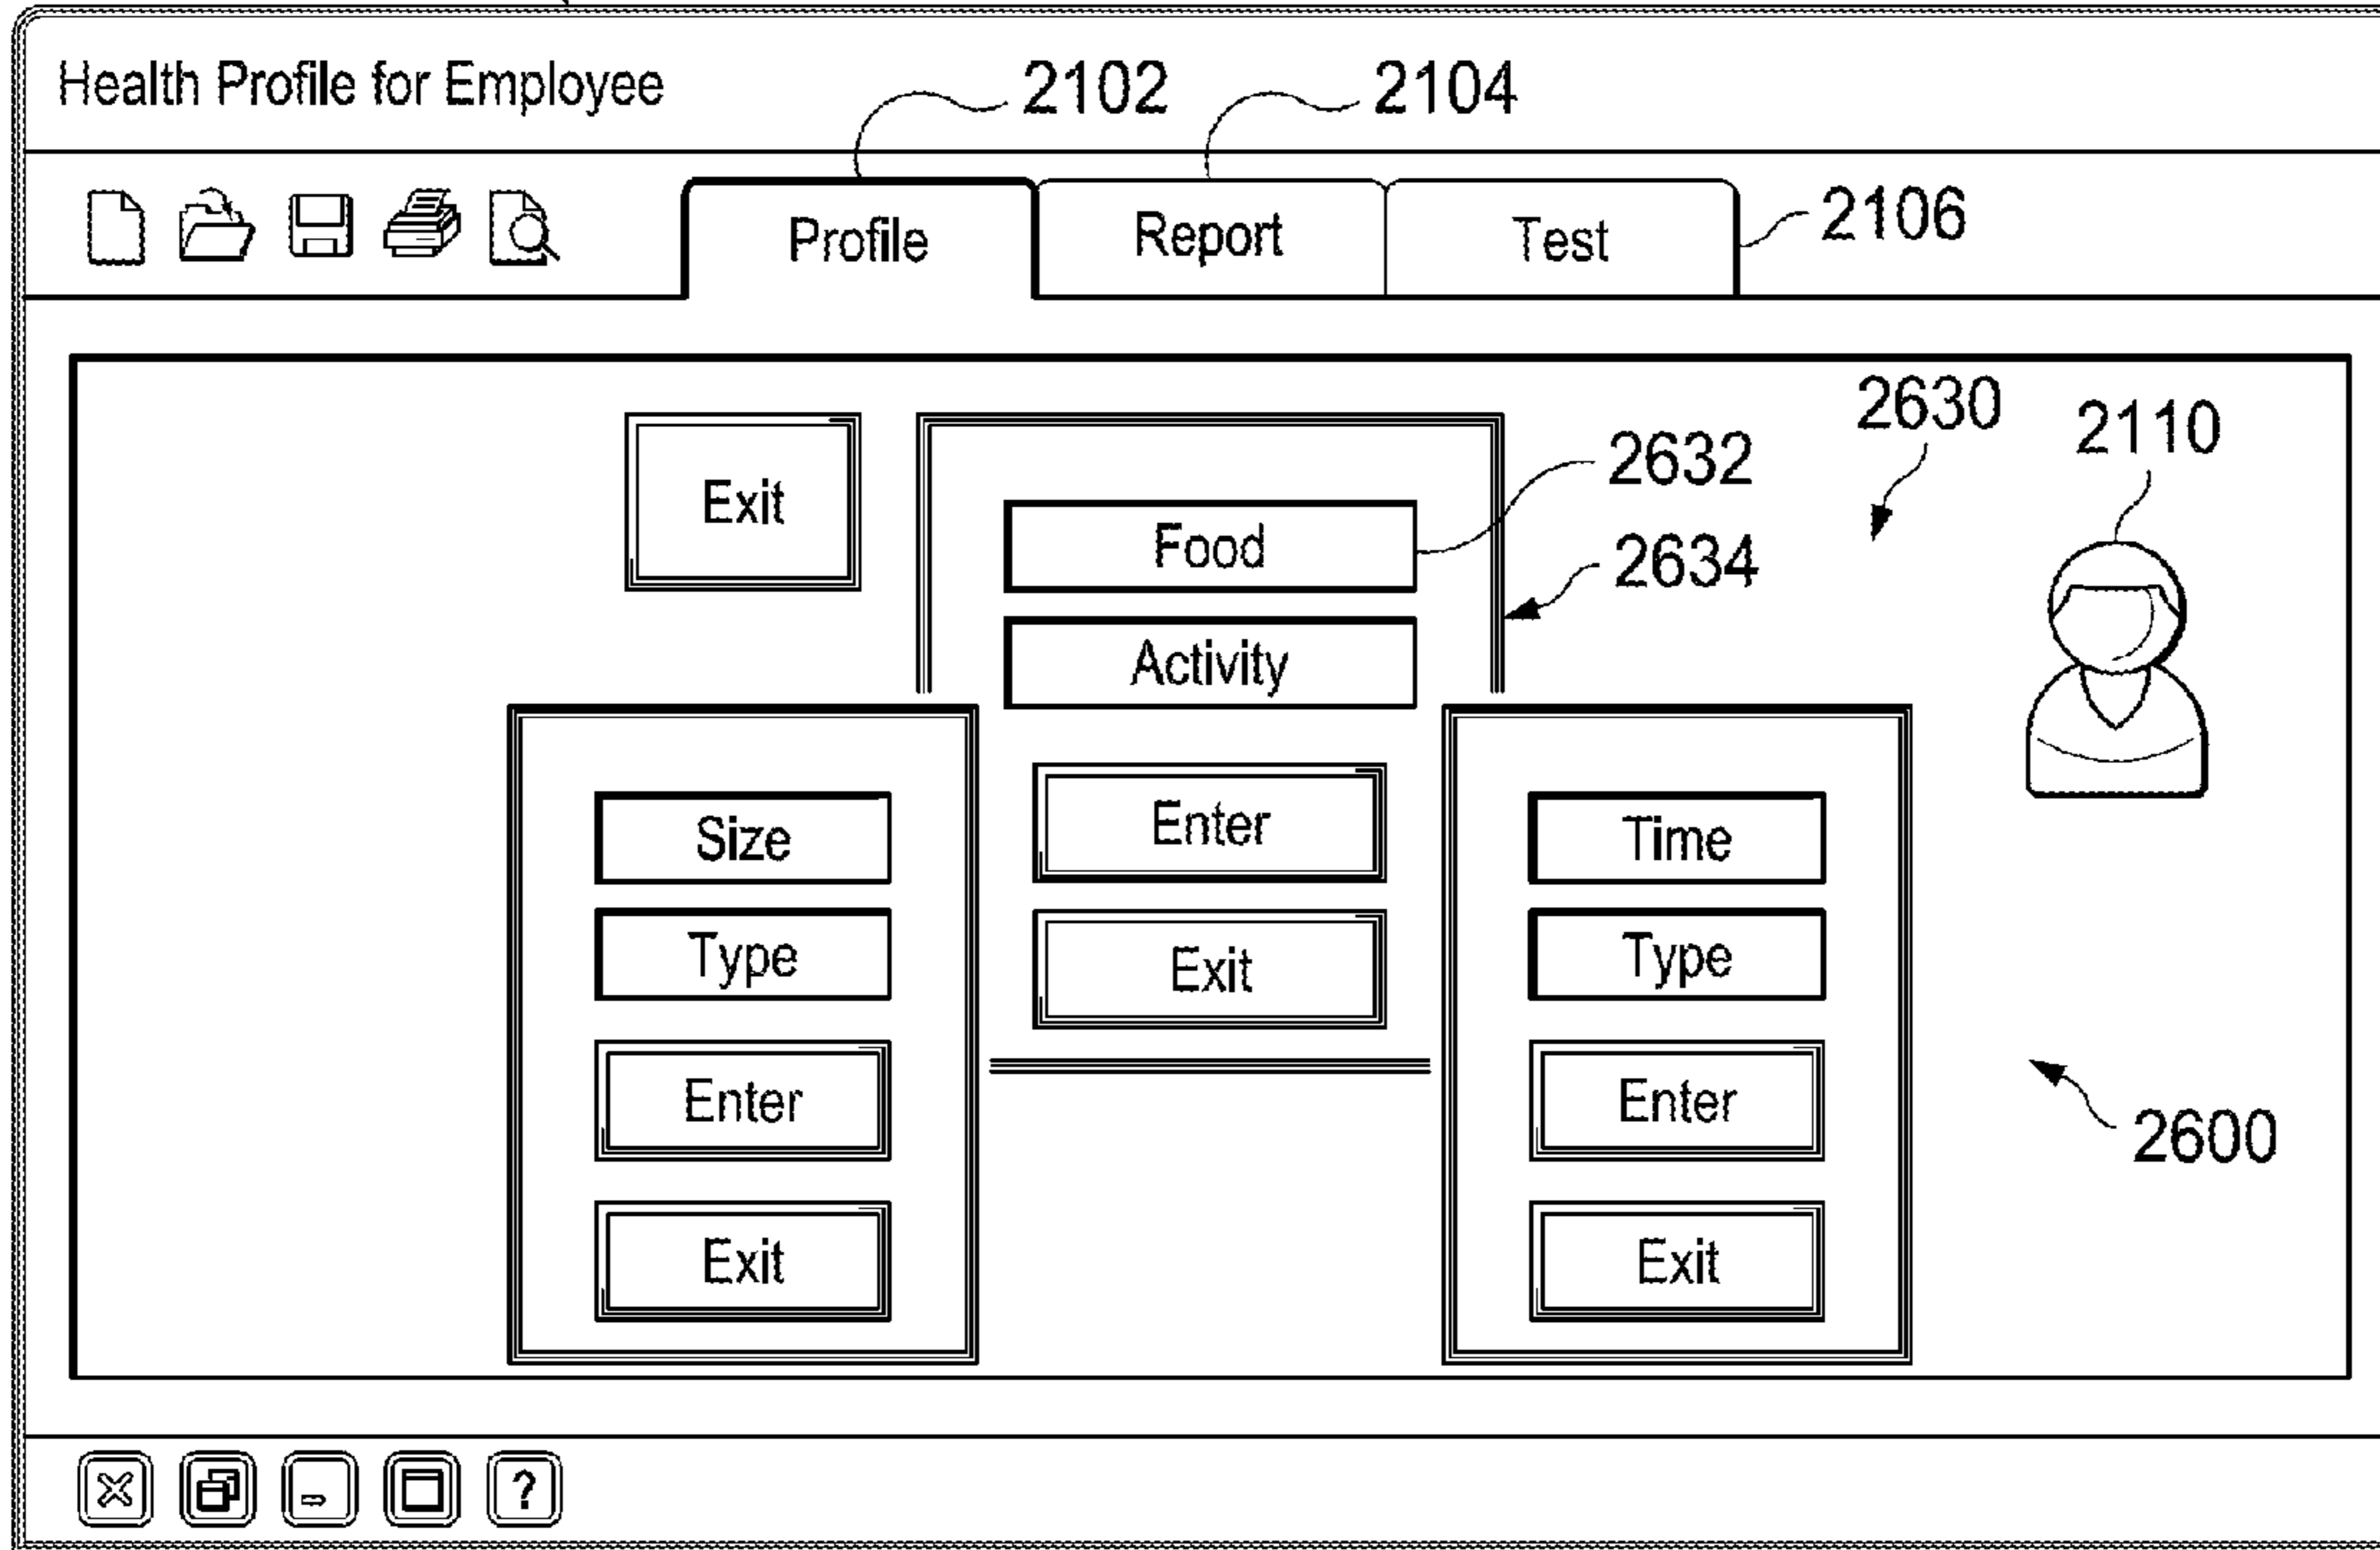 Health Profile for Employee
2102
2104
Profile
Report
Test
2106
Exit
Food
Activity
Enter
Exit
2632
2634
2630
2110
Size
Type
Enter
Exit
Time
Type
Enter
Exit
2600
?